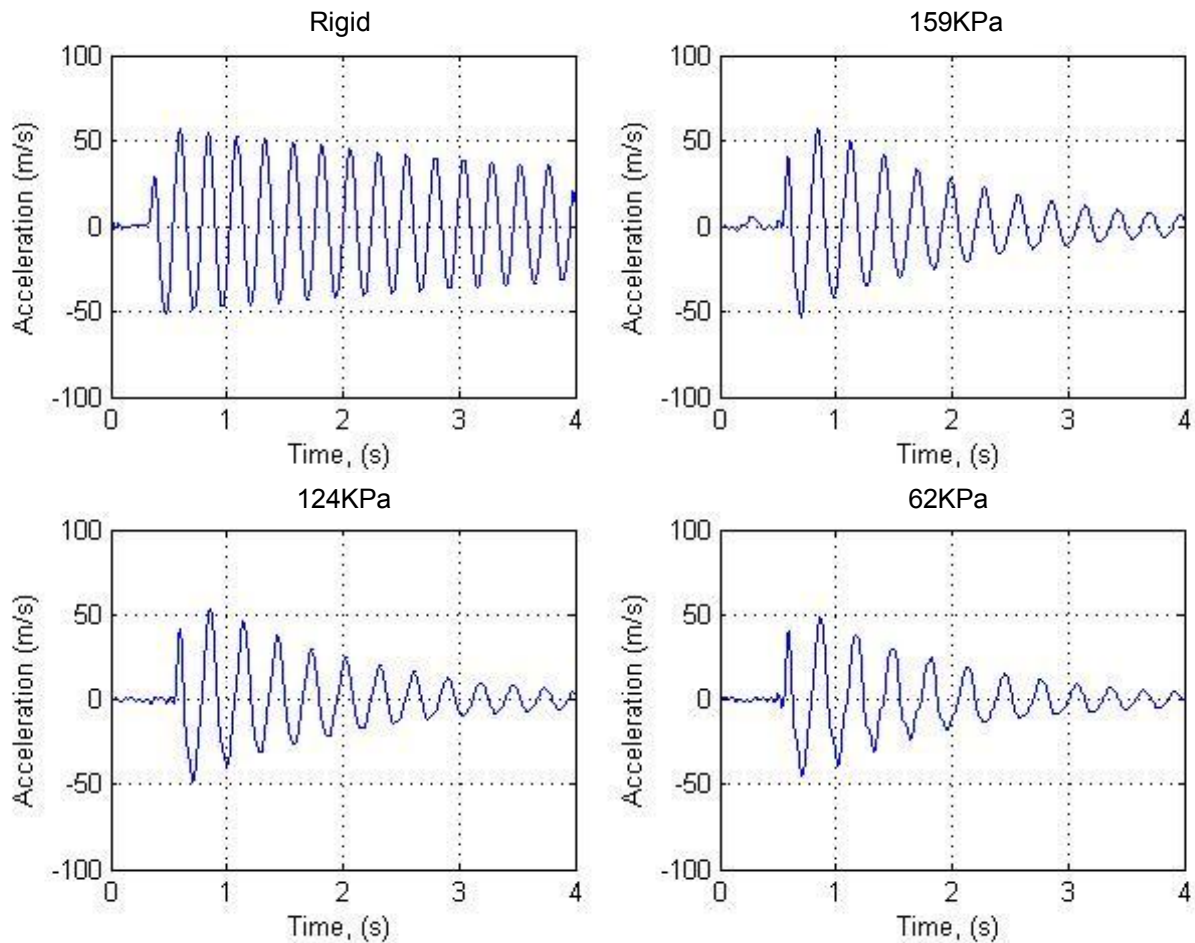 Rigid
100
50
0
-50
-100
Acceleration (m/s)
0 1 2 3 4
Time, (s)
159KPa
100
50
0
-50
-100
Acceleration (m/s)
0 1 2 3 4
Time, (s)
124KPa
100
50
0
-50
-100
Acceleration (m/s)
0 1 2 3 4
Time, (s)
62KPa
100
50
0
-50
-100
Acceleration (m/s)
0 1 2 3 4
Time, (s)